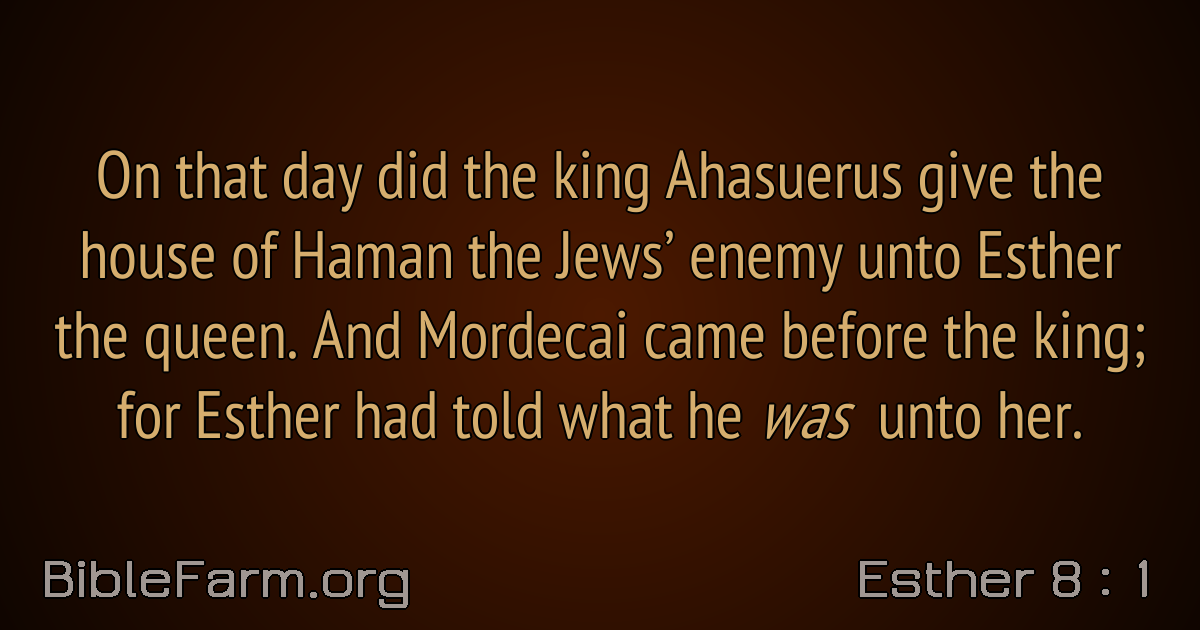 On that day did the king Ahasuerus give the
house of Haman the Jews’ enemy unto Esther
the queen. And Mordecai came before the king;
for Esther had told what he was unto her.
BibleFarm.org
Esther 8 : 1